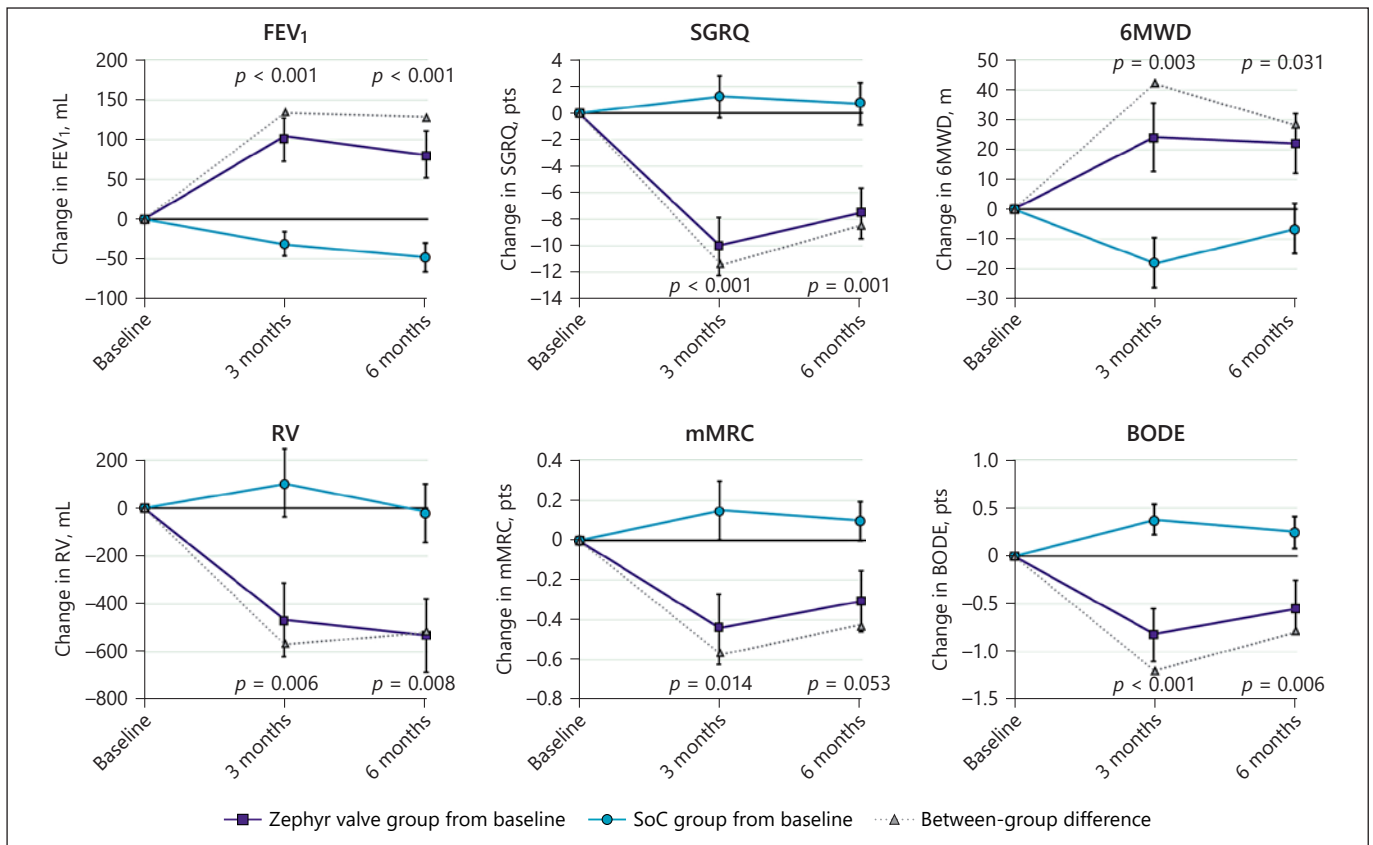 FEV₁
SGRQ
6MWD
Change in FEV₁, mL
200
150
100
50
0
–50
–100
p < 0.001
p < 0.001
Baseline
3 months
6 months
Change in SGRQ, pts
4
2
0
–2
–4
–6
–8
–10
–12
–14
p < 0.001
p = 0.001
Baseline
3 months
6 months
Change in 6MWD, m
50
40
30
20
10
0
–10
–20
–30
p = 0.003
p = 0.031
Baseline
3 months
6 months
RV
mMRC
BODE
Change in RV, mL
200
0
–200
–400
–600
–800
p = 0.006
p = 0.008
Baseline
3 months
6 months
Change in mMRC, pts
0.4
0.2
0
–0.2
–0.4
–0.6
–0.8
p = 0.014
p = 0.053
Baseline
3 months
6 months
Change in BODE, pts
1.0
0.5
0
–0.5
–1.0
–1.5
p < 0.001
p = 0.006
Baseline
3 months
6 months
Zephyr valve group from baseline
SoC group from baseline
Between-group difference